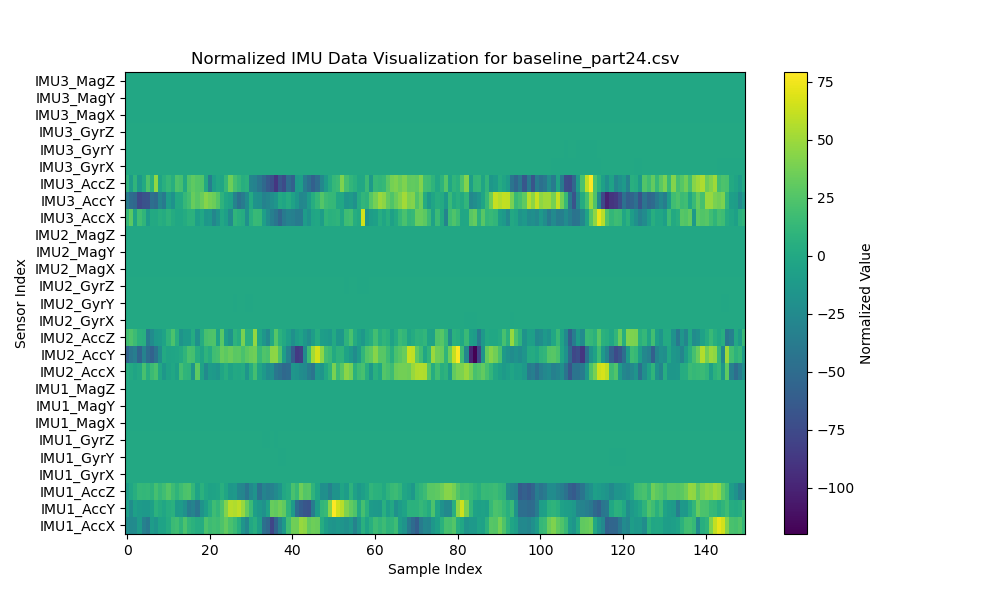 Normalized IMU Data Visualization for baseline_part24.csv
IMU3_MagZ
IMU3_MagY
IMU3_MagX
IMU3_GyrZ
IMU3_GyrY
IMU3_GyrX
IMU3_AccZ
IMU3_AccY
IMU3_AccX
IMU2_MagZ
IMU2_MagY
IMU2_MagX
IMU2_GyrZ
IMU2_GyrY
IMU2_GyrX
IMU2_AccZ
IMU2_AccY
IMU2_AccX
IMU1_MagZ
IMU1_MagY
IMU1_MagX
IMU1_GyrZ
IMU1_GyrY
IMU1_GyrX
IMU1_AccZ
IMU1_AccY
IMU1_AccX
Sensor Index
0 20 40 60 80 100 120 140
Sample Index
75
50
25
0
−25
−50
−75
−100
Normalized Value